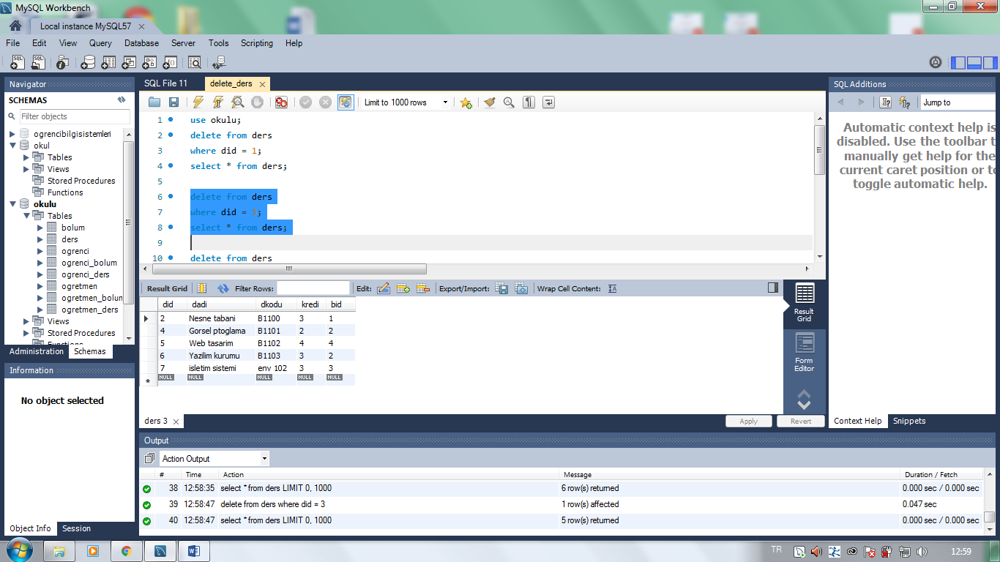 MySQL Workbench
Local instance MySQL57
File Edit View Query Database Server Tools Scripting Help
Navigator
SCHEMAS
Filter objects
ogrencibilgisistemleri
okul
Tables
Views
Stored Procedures
Functions
okulu
Tables
bolum
ders
ogrenci
ogrenci_bolum
ogrenci_ders
ogretmen
ogretmen_bolun
ogretmen_ders
Views
Stored Procedures
Functions
Administration Schemas
Information
No object selected
Object Info Session
SQL File 11 delete_ders
Limit to 1000 rows
1 use okulu;
2 delete from ders
3 where did = 1;
4 select * from ders;
5
6 delete from ders
7 where did = 3;
8 select * from ders;
9
10 delete from ders
Result Grid Filter Rows: Edit: Export/Import: Wrap Cell Content:
did dadi dkodu kredi bid
2 Nesne tabani B1100 3 1
4 Gorsel ptoglama B1101 2 2
5 Web tasarim B1102 4 4
6 Yazilim kurumu B1103 3 2
7 isletim sistemi env 102 3 3
NULL NULL NULL NULL NULL
Result
Grid
Form
Editor
ders 3
Apply Revert
SQL Additions
Jump to
Automatic context help is
disabled. Use the toolbar t
manually get help for the
current caret position or to
toggle automatic help.
Context Help Snippets
Output
Action Output
# Time Action Message Duration / Fetch
38 12:58:35 select * from ders LIMIT 0, 1000 6 row(s) returned 0.000 sec / 0.000 sec
39 12:58:47 delete from ders where did = 3 1 row(s) affected 0.047 sec
40 12:58:47 select * from ders LIMIT 0, 1000 5 row(s) returned 0.000 sec / 0.000 sec
TR
12:59